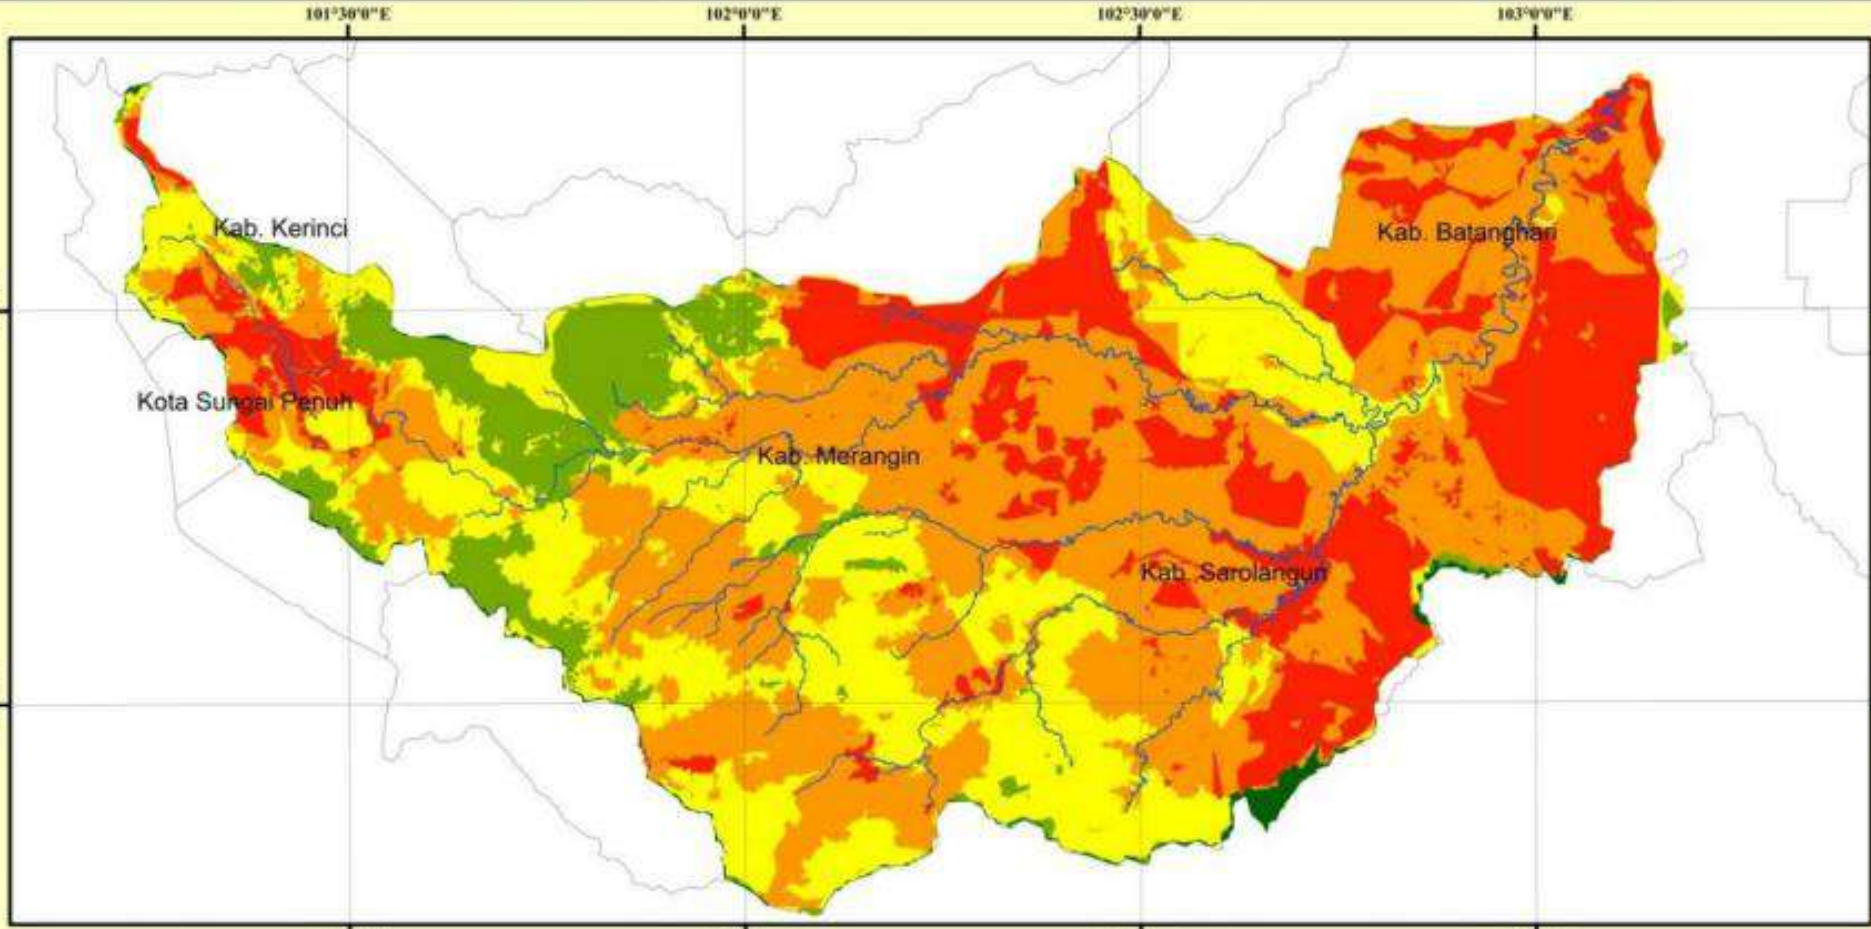 101°30'0"E
102°0'0"E
102°30'0"E
103°0'0"E
Kab. Kerinci
Kab. Batanghari
Kota Sungai Penuh
Kab. Merangin
Kab. Sarolangun